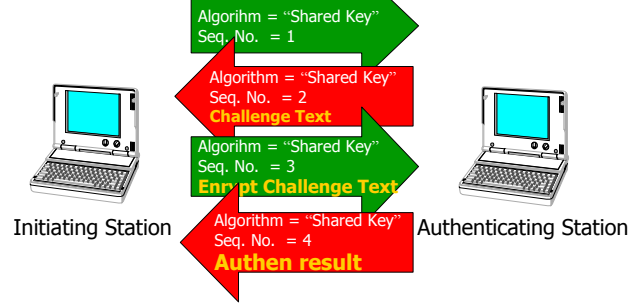 Algorihm = “Shared Key”
Seq. No. = 1
Algorithm = “Shared Key”
Seq. No. = 2
Challenge Text
Algorithm = “Shared Key”
Seq. No. = 3
Enrypt Challenge Text
Initiating Station
Authenticating Station
Algorithm = “Shared Key”
Seq. No. = 4
Authen result